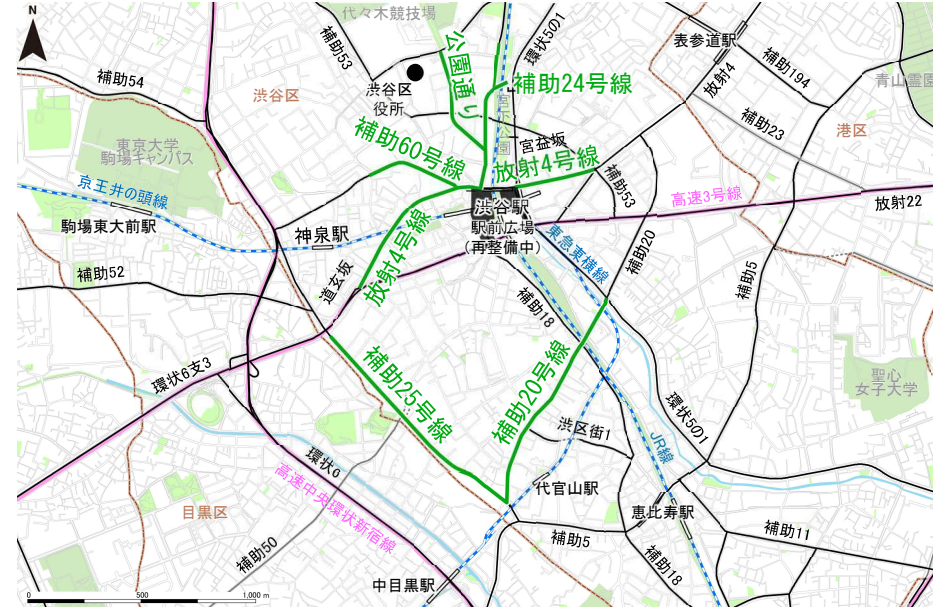 N
代々木競技場
補助53
環状5の1
表参道駅
補助194
放射4
補助54
渋谷区
渋谷区
役所
公園通り
補助24号線
宮下公園
青山霊園
補助23
港区
東京大学
駒場キャンパス
補助60号線
宮益坂
放射4号線
補助53
京王井の頭線
高速3号線
放射22
渋谷駅
駅前広場
(再整備中)
駒場東大前駅
神泉駅
放射4号線
道玄坂
東急東横線
補助20
補助52
補助18
補助5
環状6支3
補助25号線
補助20号線
聖心
女子大学
環状5の1
渋区街1
JR線
環状6
高速中央環状新宿線
目黒区
代官山駅
恵比寿駅
補助5
補助11
補助50
補助18
中目黒駅
0 500 1,000 m